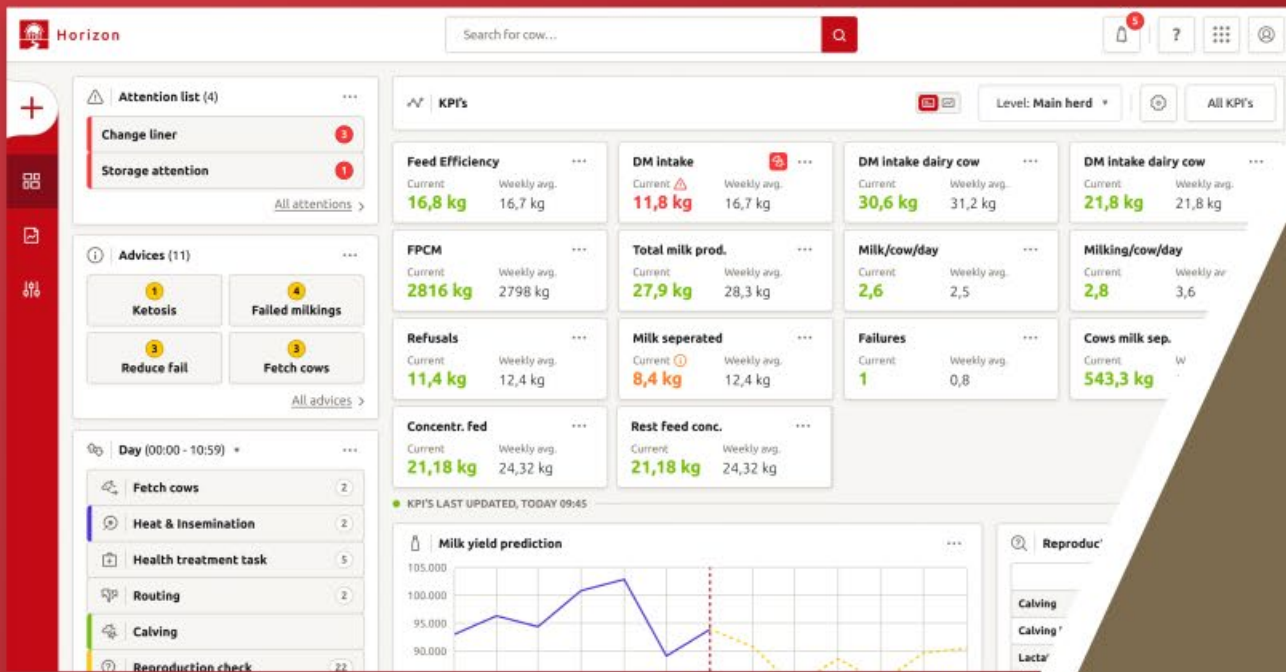 Horizon
Search for cow...
5
?
Attention list (4)
Change liner
3
Storage attention
1
All attentions
Advices (11)
1
Ketosis
4
Failed milkings
3
Reduce fail
3
Fetch cows
All advices
Day (00:00 - 10:59)
Fetch cows
2
Heat & Insemination
2
Health treatment task
5
Routing
2
Calving
Reproduction check
22
KPI's
Level: Main herd
All KPI's
Feed Efficiency
Current Weekly avg.
16,8 kg 16,7 kg
DM intake
Current Weekly avg.
11,8 kg 16,7 kg
DM intake dairy cow
Current Weekly avg.
30,6 kg 31,2 kg
DM intake dairy cow
Current Weekly avg.
21,8 kg 21,8 kg
FPCM
Current Weekly avg.
2816 kg 2798 kg
Total milk prod.
Current Weekly avg.
27,9 kg 28,3 kg
Milk/cow/day
Current Weekly avg.
2,6 2,5
Milking/cow/day
Current Weekly av
2,8 3,6
Refusals
Current Weekly avg.
11,4 kg 12,4 kg
Milk seperated
Current Weekly avg.
8,4 kg 12,4 kg
Failures
Current Weekly avg.
1 0,8
Cows milk sep.
Current W
543,3 kg
Concentr. fed
Current Weekly avg.
21,18 kg 24,32 kg
Rest feed conc.
Current Weekly avg.
21,18 kg 24,32 kg
KPI'S LAST UPDATED, TODAY 09:45
Milk yield prediction
105.000
100.000
95.000
90.000
Reproduc
Calving
Calving
Lacta